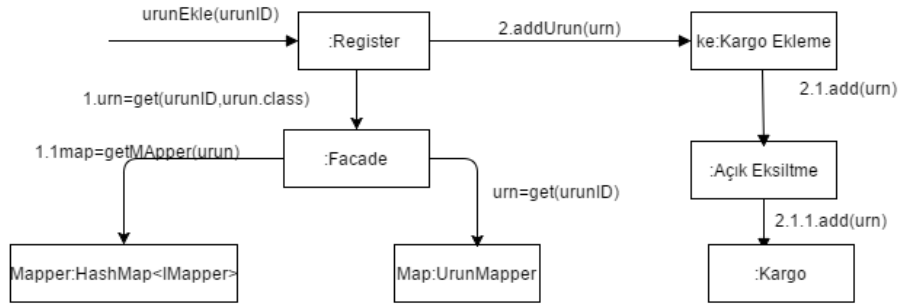 urunEkle(urunID)
:Register
2.addUrun(urn)
ke:Kargo Ekleme
1.urn=get(urunID,urun.class)
2.1.add(urn)
1.1map=getMApper(urun)
:Facade
:Açık Eksiltme
urn=get(urunID)
2.1.1.add(urn)
Mapper:HashMap<IMapper>
Map:UrunMapper
:Kargo